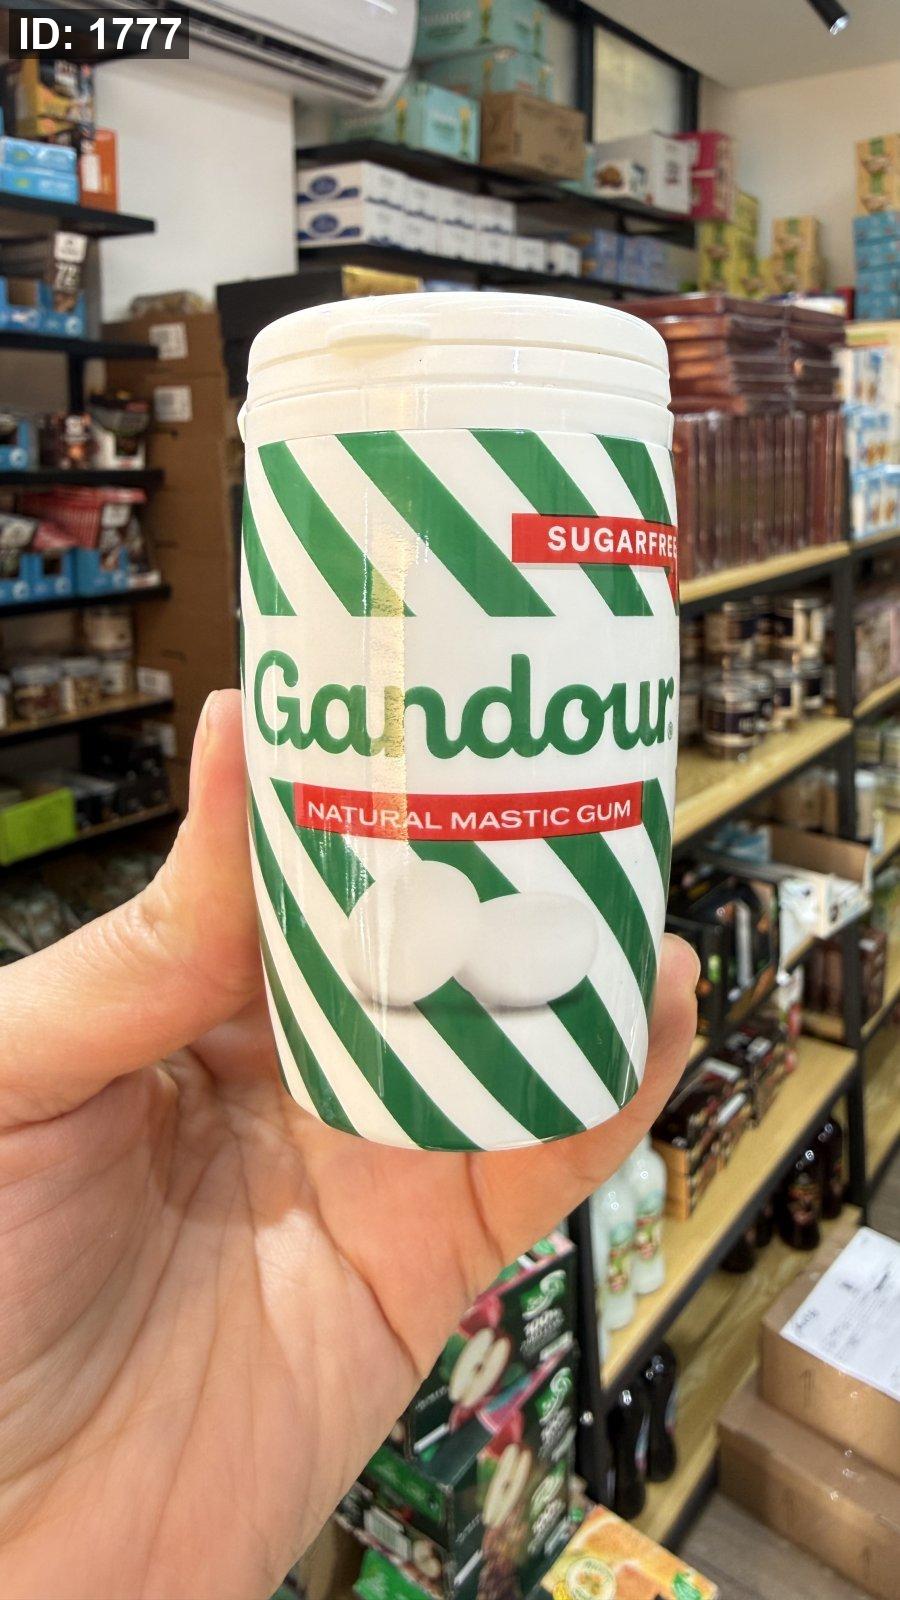 ID: 1777
SUGARFREE
Gandour®
NATURAL MASTIC GUM